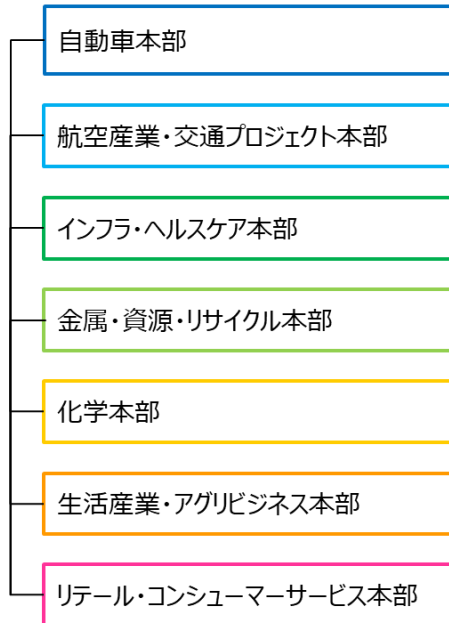 自動車本部
航空産業・交通プロジェクト本部
インフラ・ヘルスケア本部
金属・資源・リサイクル本部
化学本部
生活産業・アグリビジネス本部
リテール・コンシューマーサービス本部